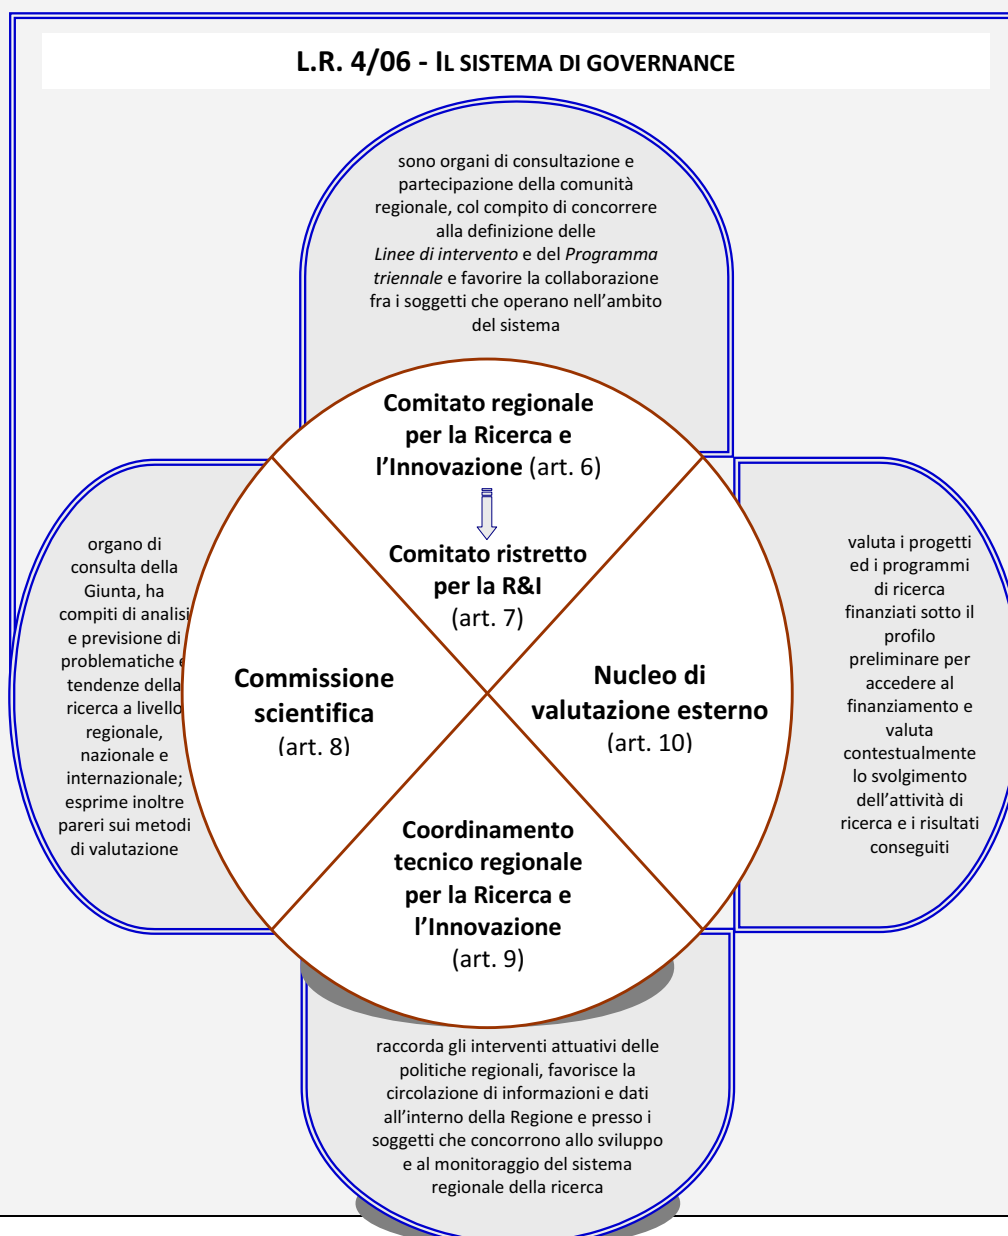 L.R. 4/06 - IL SISTEMA DI GOVERNANCE
sono organi di consultazione e
partecipazione della comunità
regionale, col compito di concorrere
alla definizione delle
Linee di intervento e del Programma
triennale e favorire la collaborazione
fra i soggetti che operano nell'ambito
del sistema
Comitato regionale
per la Ricerca e
l'Innovazione (art. 6)
Comitato ristretto
per la R&I
(art. 7)
organo di
consulta della
Giunta, ha
compiti di analisi
e previsione di
problematiche e
tendenze della
ricerca a livello
regionale,
nazionale e
internazionale;
esprime inoltre
pareri sui metodi
di valutazione
Commissione
scientifica
(art. 8)
Nucleo di
valutazione esterno
(art. 10)
valuta i progetti
ed i programmi
di ricerca
finanziati sotto il
profilo
preliminare per
accedere al
finanziamento e
valuta
contestualmente
lo svolgimento
dell'attività di
ricerca e i risultati
conseguiti
Coordinamento
tecnico regionale
per la Ricerca e
l'Innovazione
(art. 9)
raccorda gli interventi attuativi delle
politiche regionali, favorisce la
circolazione di informazioni e dati
all'interno della Regione e presso i
soggetti che concorrono allo sviluppo
e al monitoraggio del sistema
regionale della ricerca